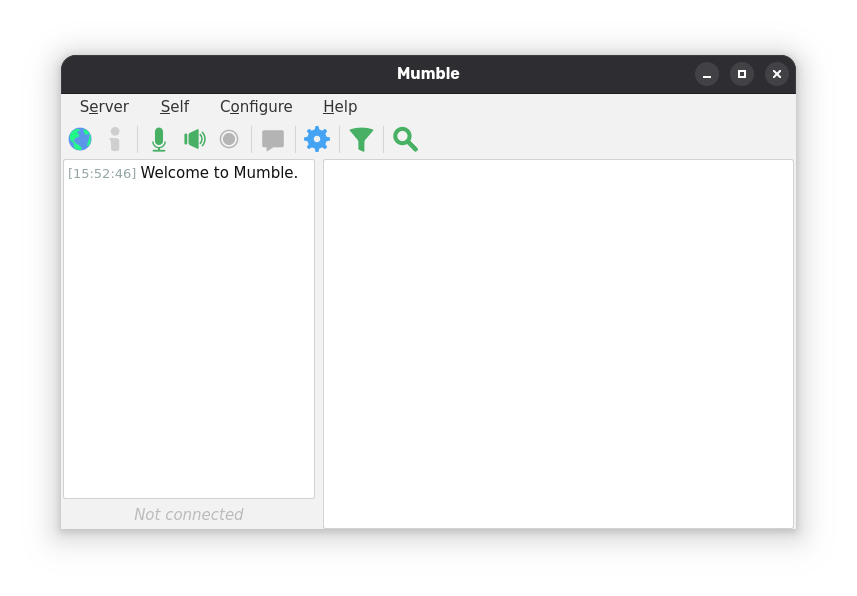 Mumble
Server Self Configure Help
[15:52:46] Welcome to Mumble.
Not connected